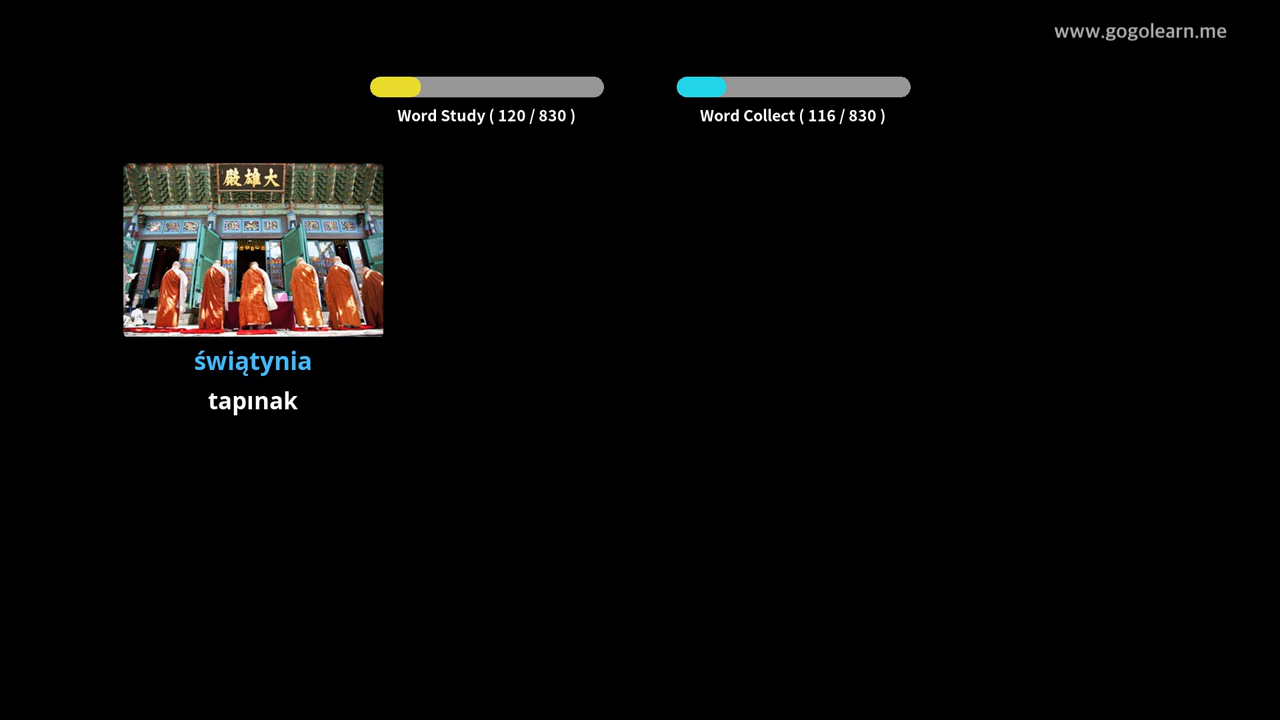 www.gogolearn.me
Word Study ( 120 / 830 )
Word Collect ( 116 / 830 )
殿雄大
świątynia
tapınak